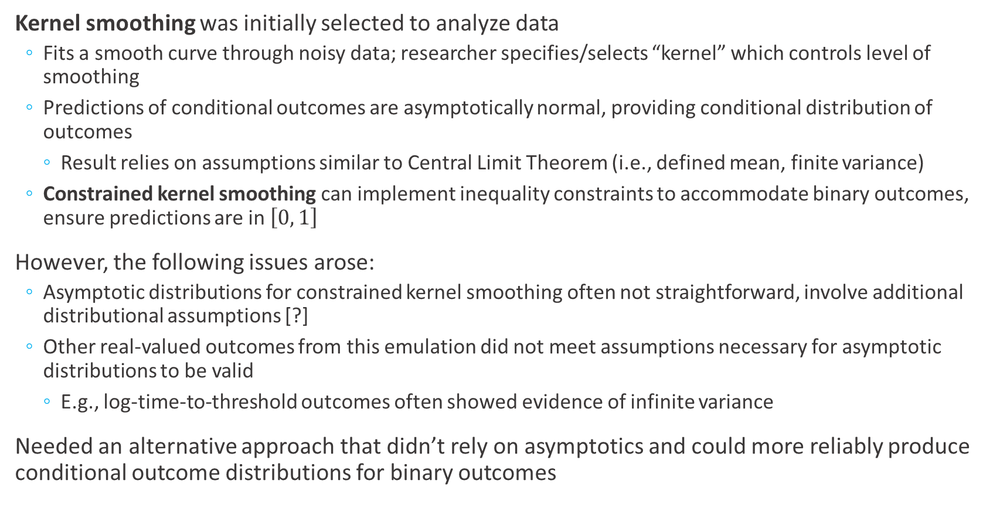 Kernel smoothing was initially selected to analyze data
◦ Fits a smooth curve through noisy data; researcher specifies/selects “kernel” which controls level of
smoothing
◦ Predictions of conditional outcomes are asymptotically normal, providing conditional distribution of
outcomes
◦ Result relies on assumptions similar to Central Limit Theorem (i.e., defined mean, finite variance)
◦ Constrained kernel smoothing can implement inequality constraints to accommodate binary outcomes,
ensure predictions are in [0, 1]
However, the following issues arose:
◦ Asymptotic distributions for constrained kernel smoothing often not straightforward, involve additional
distributional assumptions [?]
◦ Other real-valued outcomes from this emulation did not meet assumptions necessary for asymptotic
distributions to be valid
◦ E.g., log-time-to-threshold outcomes often showed evidence of infinite variance
Needed an alternative approach that didn’t rely on asymptotics and could more reliably produce
conditional outcome distributions for binary outcomes